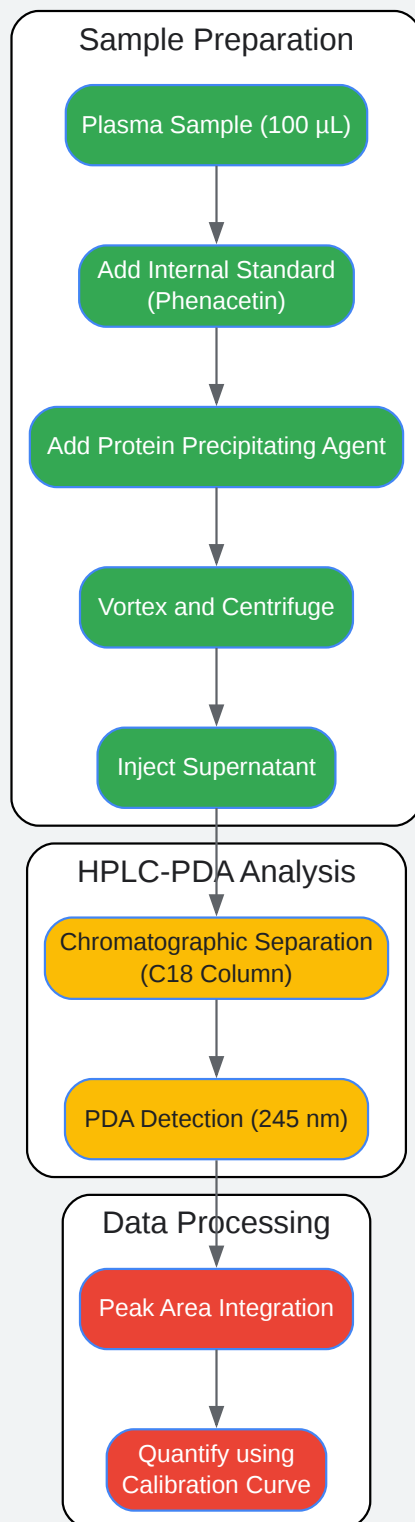 Sample Preparation
Plasma Sample (100 µL)
Add Internal Standard
(Phenacetin)
Add Protein Precipitating Agent
Vortex and Centrifuge
Inject Supernatant
HPLC-PDA Analysis
Chromatographic Separation
(C18 Column)
PDA Detection (245 nm)
Data Processing
Peak Area Integration
Quantify using
Calibration Curve